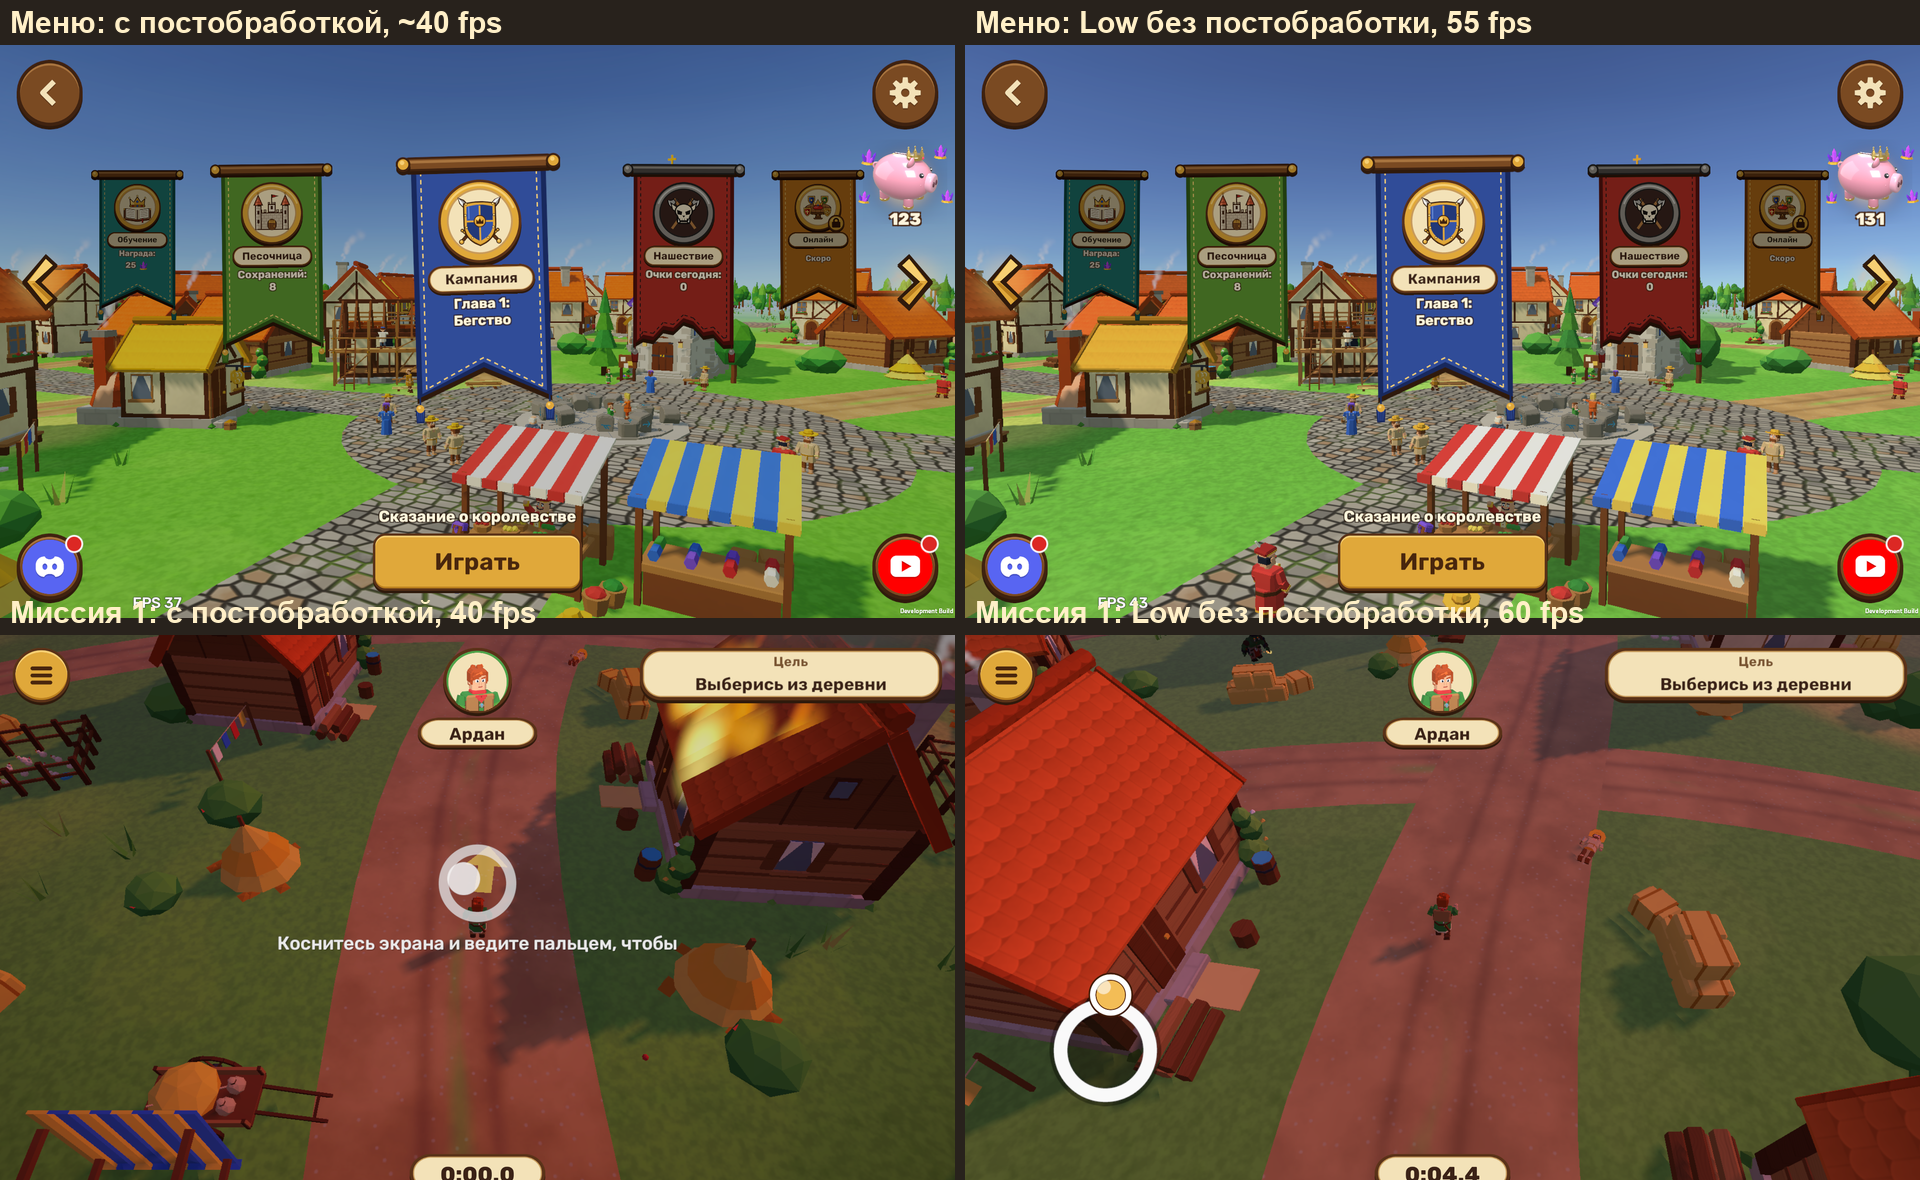 Меню: с постобработкой, ~40 fps
Меню: Low без постобработки, 55 fps
Обучение
Награда:
25
Песочница
Сохранений:
8
Кампания
Глава 1:
Бегство
Нашествие
Очки сегодня:
0
Онлайн
Скоро
123
Сказание о королевстве
Играть
FPS 37
Development Build
Обучение
Награда:
25
Песочница
Сохранений:
8
Кампания
Глава 1:
Бегство
Нашествие
Очки сегодня:
0
Онлайн
Скоро
131
Сказание о королевстве
Играть
FPS 43
Development Build
Миссия 1: с постобработкой, 40 fps
Миссия 1: Low без постобработки, 60 fps
Цель
Выберись из деревни
Ардан
Коснитесь экрана и ведите пальцем, чтобы
0:00.0
Цель
Выберись из деревни
Ардан
0:04.4